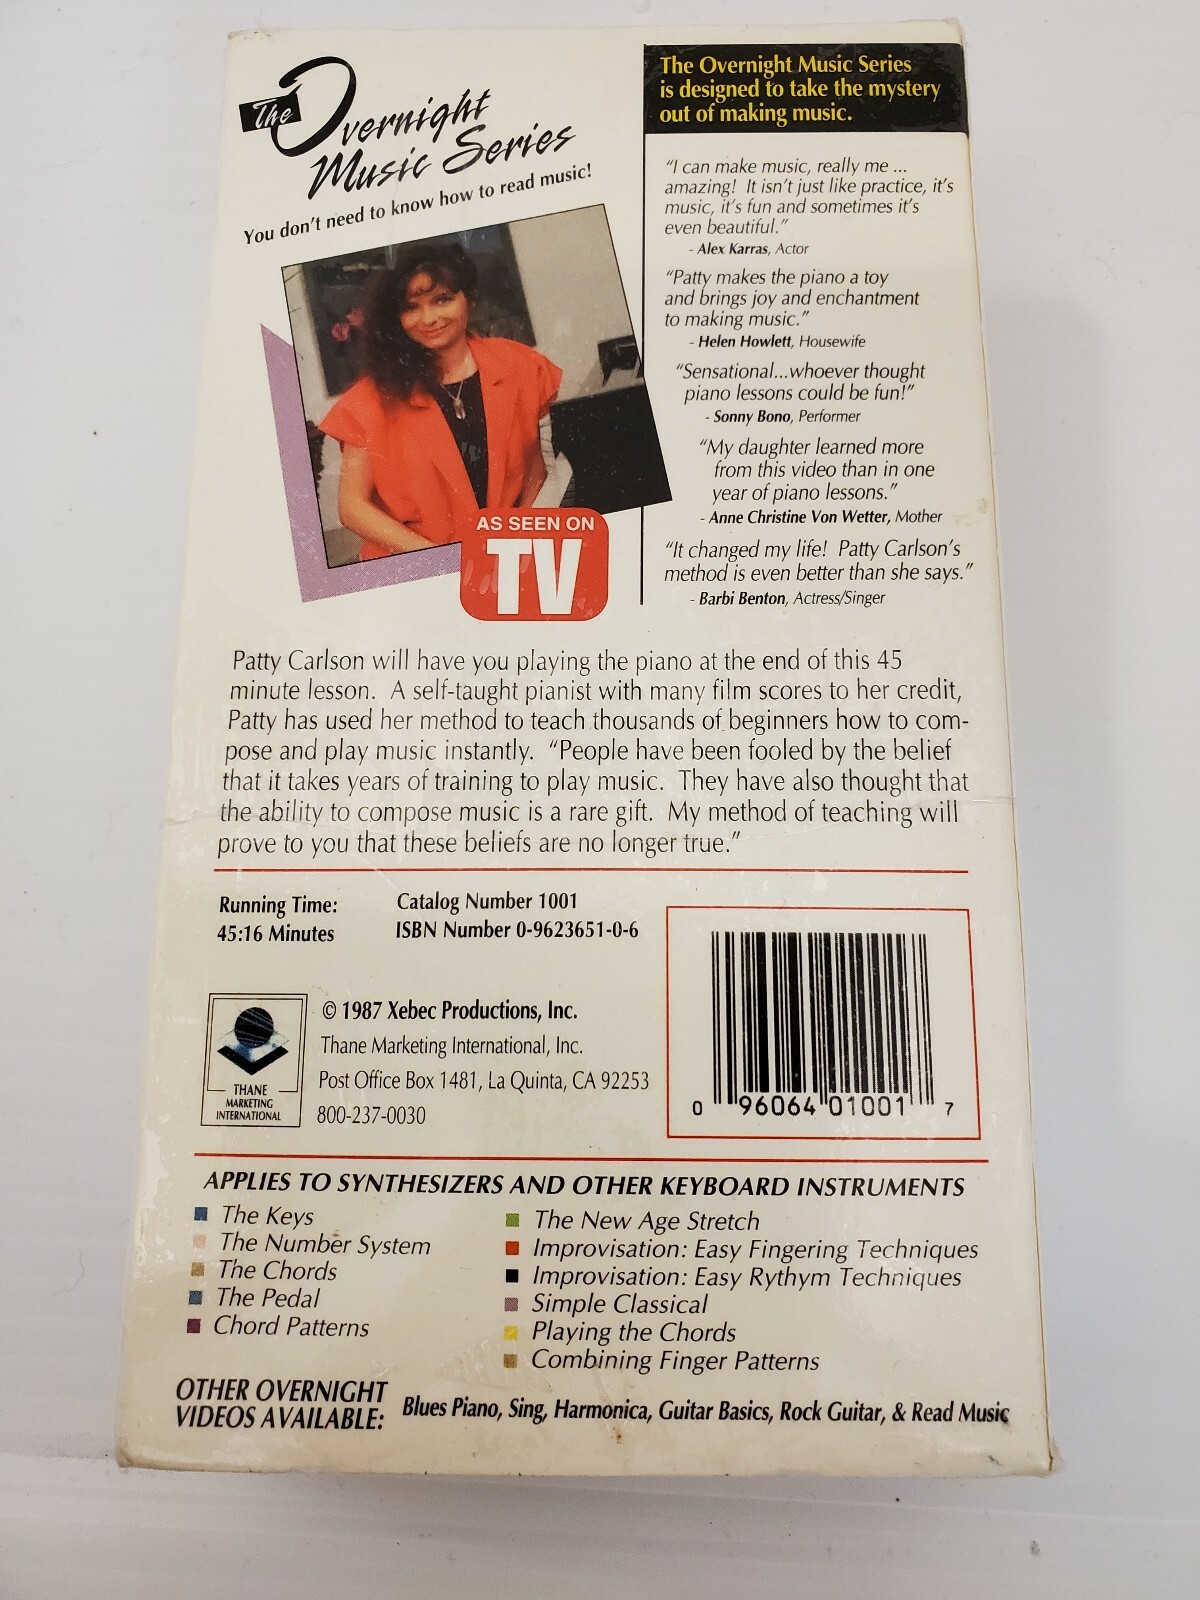 The Overnight
Music Series
You don't need to know how to read music!
AS SEEN ON
TV
The Overnight Music Series
is designed to take the mystery
out of making music.
"I can make music, really me ...
amazing! It isn't just like practice, it's
music, it's fun and sometimes it's
even beautiful."
- Alex Karras, Actor
"Patty makes the piano a toy
and brings joy and enchantment
to making music."
- Helen Howlett, Housewife
"Sensational...whoever thought
piano lessons could be fun!"
- Sonny Bono, Performer
"My daughter learned more
from this video than in one
year of piano lessons."
- Anne Christine Von Wetter, Mother
"It changed my life! Patty Carlson's
method is even better than she says."
- Barbi Benton, Actress/Singer
Patty Carlson will have you playing the piano at the end of this 45
minute lesson. A self-taught pianist with many film scores to her credit,
Patty has used her method to teach thousands of beginners how to com-
pose and play music instantly. "People have been fooled by the belief
that it takes years of training to play music. They have also thought that
the ability to compose music is a rare gift. My method of teaching will
prove to you that these beliefs are no longer true."
Running Time:
45:16 Minutes
Catalog Number 1001
ISBN Number 0-9623651-0-6
THANE
MARKETING
INTERNATIONAL
© 1987 Xebec Productions, Inc.
Thane Marketing International, Inc.
Post Office Box 1481, La Quinta, CA 92253
800-237-0030
0 96064 01001 7
APPLIES TO SYNTHESIZERS AND OTHER KEYBOARD INSTRUMENTS
The Keys
The Number System
The Chords
The Pedal
Chord Patterns
The New Age Stretch
Improvisation: Easy Fingering Techniques
Improvisation: Easy Rythym Techniques
Simple Classical
Playing the Chords
Combining Finger Patterns
OTHER OVERNIGHT
VIDEOS AVAILABLE:
Blues Piano, Sing, Harmonica, Guitar Basics, Rock Guitar, & Read Music